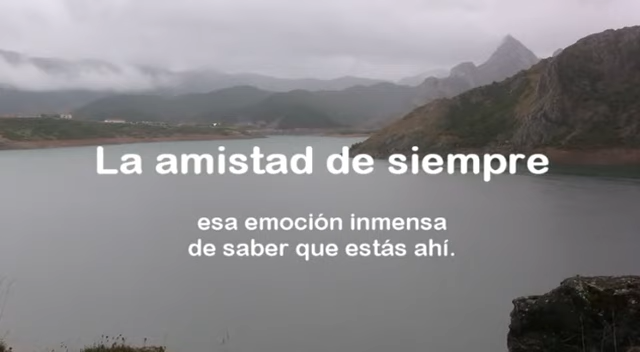 La amistad de siempre
esa emoción inmensa
de saber que estás ahí.